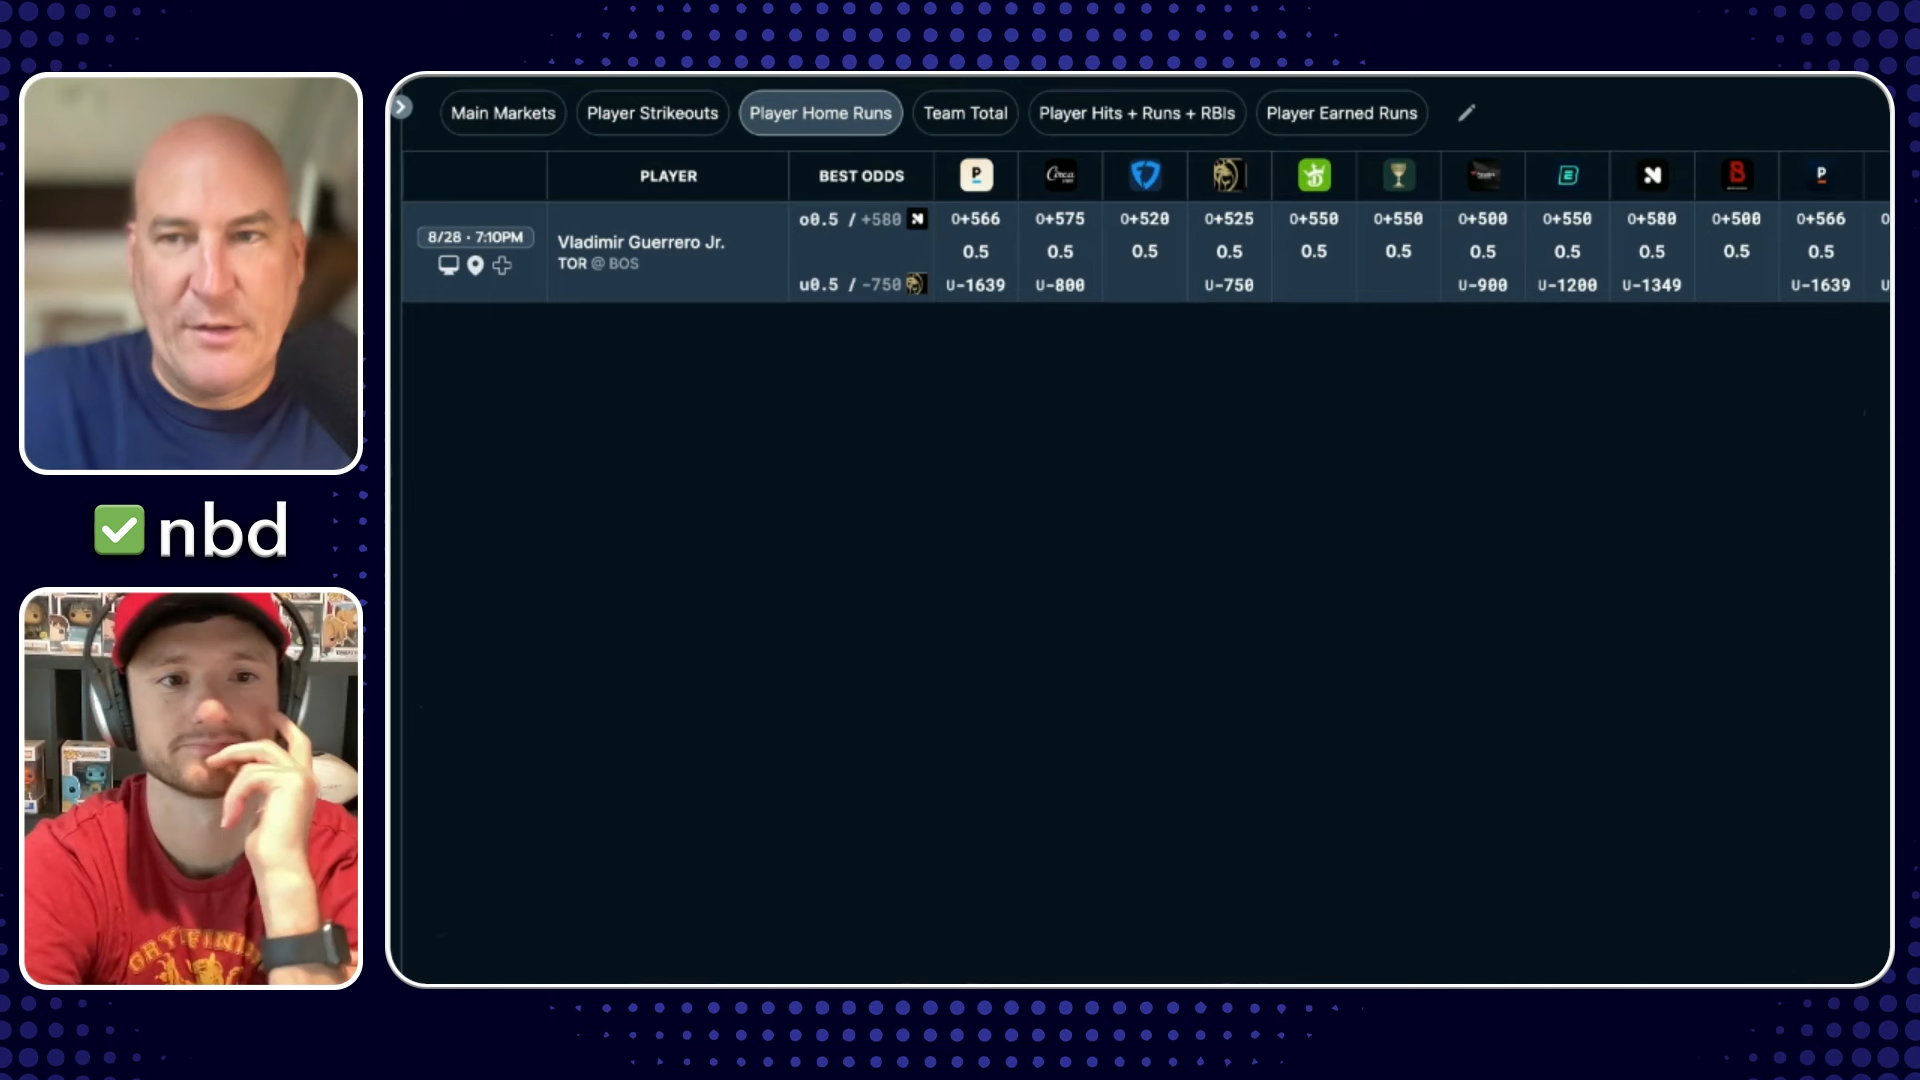 Main Markets
Player Strikeouts
Player Home Runs
Team Total
Player Hits + Runs + RBIs
Player Earned Runs
PLAYER
BEST ODDS
P
Circa
N
B
P
8/28 • 7:10PM
Vladimir Guerrero Jr.
TOR @ BOS
o0.5 / +580 N
u0.5 / -750
O+566 O+575 O+520 O+525 O+550 O+550 O+500 O+550 O+580 O+500 O+566 O
0.5 0.5 0.5 0.5 0.5 0.5 0.5 0.5 0.5 0.5 0.5
U-1639 U-800 U-750 U-900 U-1200 U-1349 U-1639 U
✅ nbd
GRYFFIN